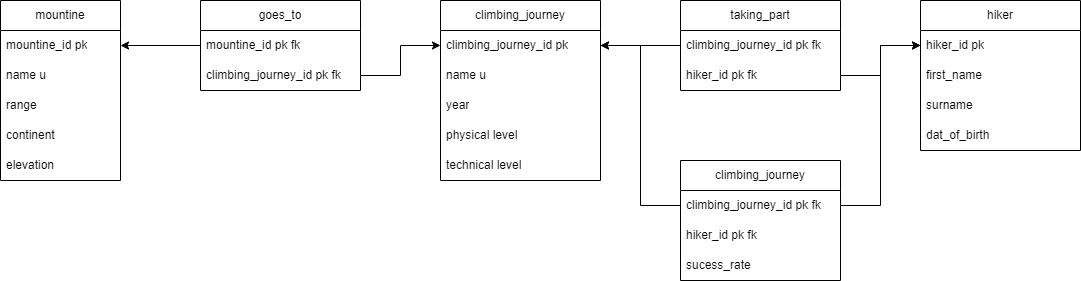 mountine
mountine_id pk
name u
range
continent
elevation
goes_to
mountine_id pk fk
climbing_journey_id pk fk
climbing_journey
climbing_journey_id pk
name u
year
physical level
technical level
taking_part
climbing_journey_id pk fk
hiker_id pk fk
climbing_journey
climbing_journey_id pk fk
hiker_id pk fk
sucess_rate
hiker
hiker_id pk
first_name
surname
dat_of_birth